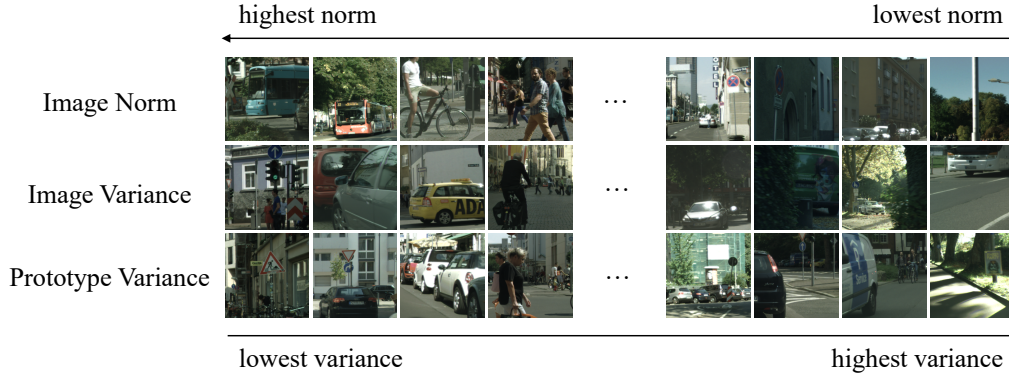 highest norm
lowest norm
Image Norm
...
Image Variance
ADA
...
Prototype Variance
...
lowest variance
highest variance